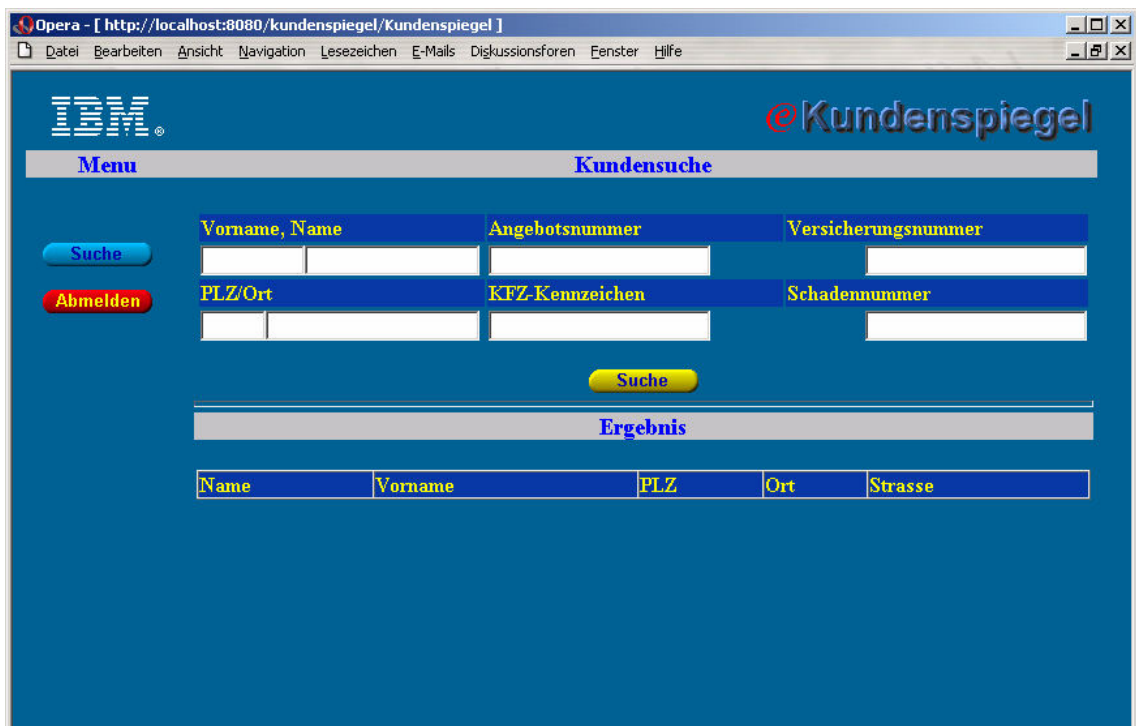 Opera - [ http://localhost:8080/kundenspiegel/Kundenspiegel ]
Datei Bearbeiten Ansicht Navigation Lesezeichen E-Mails Diskussionsforen Fenster Hilfe
IBM® eKundenspiegel
Menu Kundensuche
Vorname, Name Angebotsnummer Versicherungsnummer
Suche
PLZ/Ort KFZ-Kennzeichen Schadennummer
Abmelden
Suche
Ergebnis
Name Vorname PLZ Ort Strasse